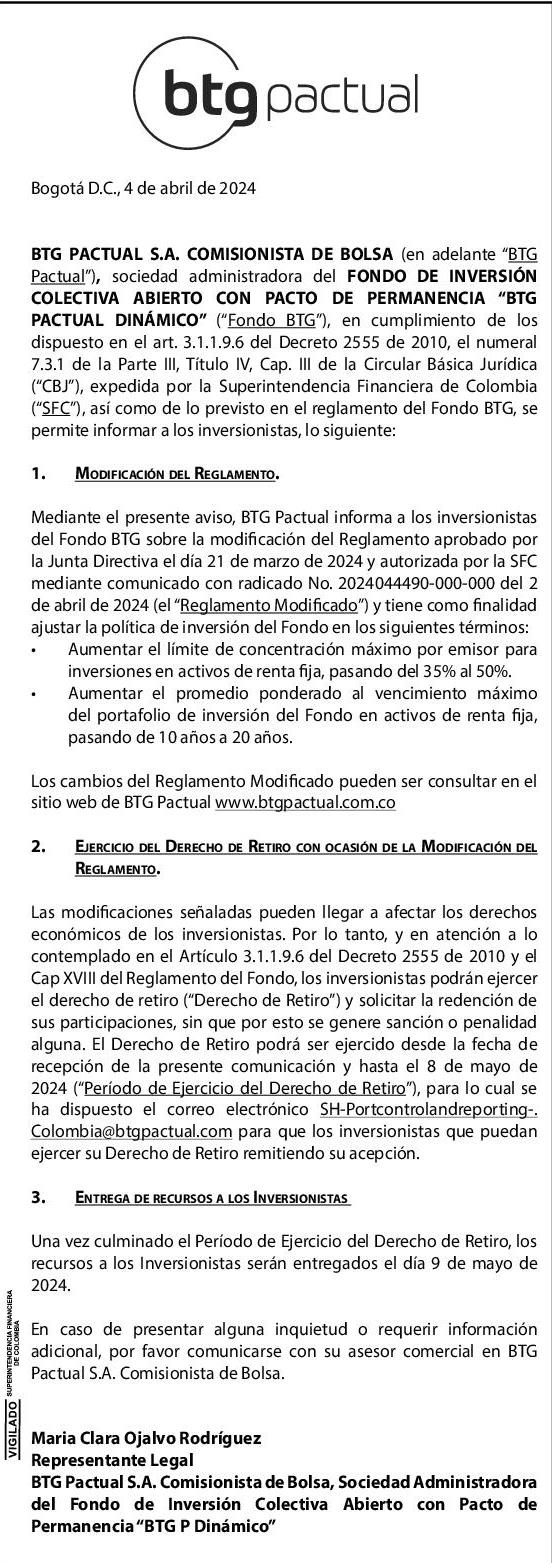 btg pactual
Bogotá D.C., 4 de abril de 2024
BTG PACTUAL S.A. COMISIONISTA DE BOLSA (en adelante “BTG
Pactual”), sociedad administradora del FONDO DE INVERSIÓN
COLECTIVA ABIERTO CON PACTO DE PERMANENCIA “BTG
PACTUAL DINÁMICO” (“Fondo BTG”), en cumplimiento de los
dispuesto en el art. 3.1.1.9.6 del Decreto 2555 de 2010, el numeral
7.3.1 de la Parte III, Título IV, Cap. III de la Circular Básica Jurídica
(“CBJ”), expedida por la Superintendencia Financiera de Colombia
(“SFC”), así como de lo previsto en el reglamento del Fondo BTG, se
permite informar a los inversionistas, lo siguiente:
1. Modificación del Reglamento.
Mediante el presente aviso, BTG Pactual informa a los inversionistas
del Fondo BTG sobre la modificación del Reglamento aprobado por
la Junta Directiva el día 21 de marzo de 2024 y autorizada por la SFC
mediante comunicado con radicado No. 2024044490-000-000 del 2
de abril de 2024 (el “Reglamento Modificado”) y tiene como finalidad
ajustar la política de inversión del Fondo en los siguientes términos:
• Aumentar el límite de concentración máximo por emisor para
inversiones en activos de renta fija, pasando del 35% al 50%.
• Aumentar el promedio ponderado al vencimiento máximo
del portafolio de inversión del Fondo en activos de renta fija,
pasando de 10 años a 20 años.
Los cambios del Reglamento Modificado pueden ser consultar en el
sitio web de BTG Pactual www.btgpactual.com.co
2. Ejercicio del Derecho de Retiro con ocasión de la Modificación del
Reglamento.
Las modificaciones señaladas pueden llegar a afectar los derechos
económicos de los inversionistas. Por lo tanto, y en atención a lo
contemplado en el Artículo 3.1.1.9.6 del Decreto 2555 de 2010 y el
Cap XVIII del Reglamento del Fondo, los inversionistas podrán ejercer
el derecho de retiro (“Derecho de Retiro”) y solicitar la redención de
sus participaciones, sin que por esto se genere sanción o penalidad
alguna. El Derecho de Retiro podrá ser ejercido desde la fecha de
recepción de la presente comunicación y hasta el 8 de mayo de
2024 (“Período de Ejercicio del Derecho de Retiro”), para lo cual se
ha dispuesto el correo electrónico SH-Portcontrolandreporting-.
Colombia@btgpactual.com para que los inversionistas que puedan
ejercer su Derecho de Retiro remitiendo su acepción.
3. Entrega de recursos a los Inversionistas
Una vez culminado el Período de Ejercicio del Derecho de Retiro, los
recursos a los Inversionistas serán entregados el día 9 de mayo de
2024.
En caso de presentar alguna inquietud o requerir información
adicional, por favor comunicarse con su asesor comercial en BTG
Pactual S.A. Comisionista de Bolsa.
Maria Clara Ojalvo Rodríguez
Representante Legal
BTG Pactual S.A. Comisionista de Bolsa, Sociedad Administradora
del Fondo de Inversión Colectiva Abierto con Pacto de
Permanencia “BTG P Dinámico”
VIGILADO
SUPERINTENDENCIA FINANCIERA
DE COLOMBIA